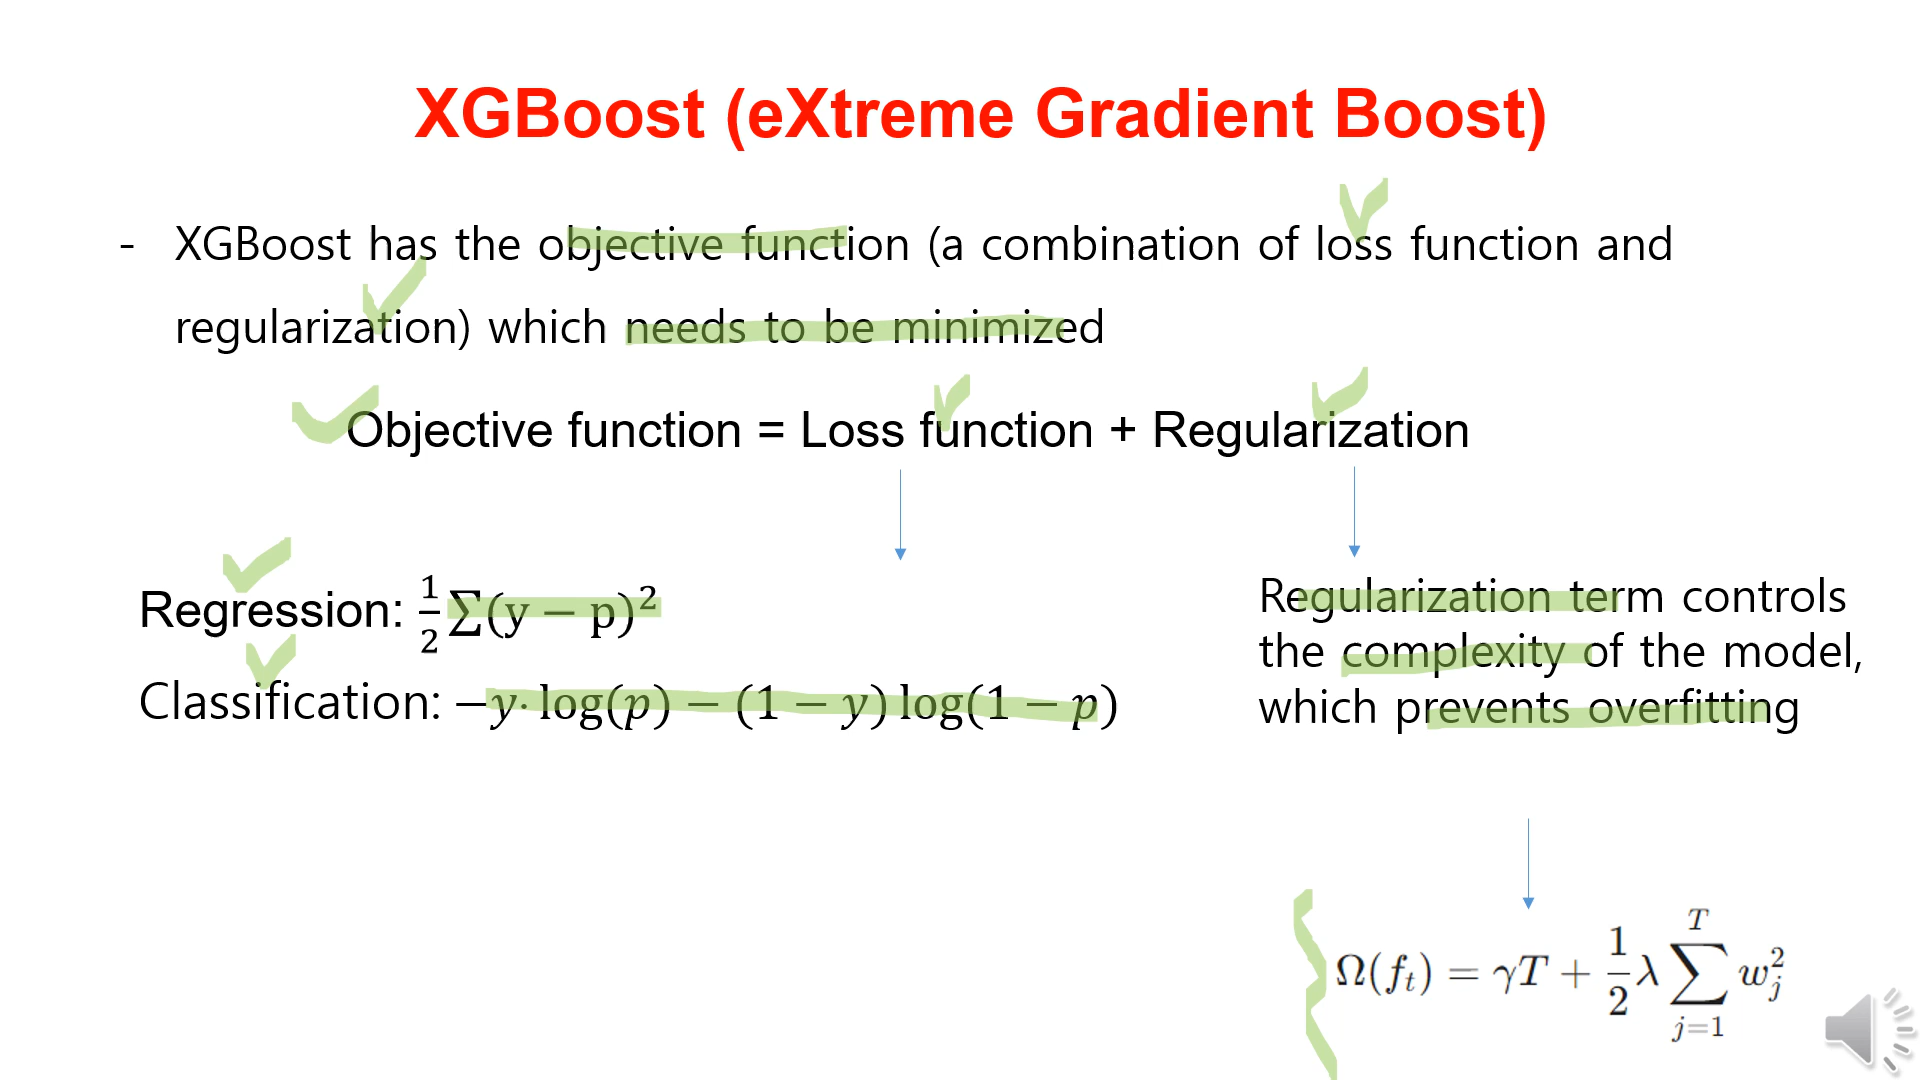 XGBoost (eXtreme Gradient Boost)
- XGBoost has the objective function (a combination of loss function and
regularization) which needs to be minimized
Objective function = Loss function + Regularization
Regression: 1/2 ∑(y − p)²
Classification: −y· log(p) − (1 − y) log(1 − p)
Regularization term controls
the complexity of the model,
which prevents overfitting
Ω(f_t) = γT + 1/2 λ ∑_{j=1}^{T} w_j^2